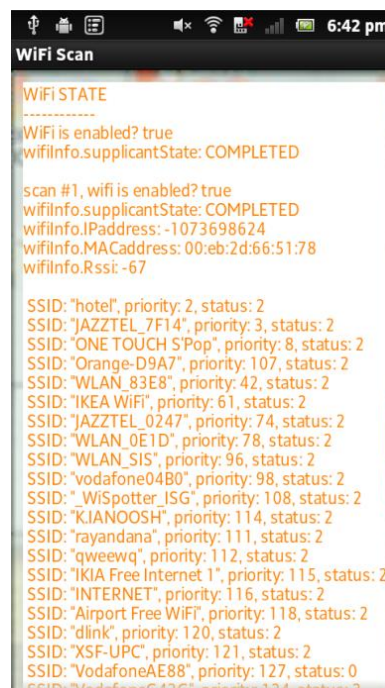 6:42 pm
WiFi Scan
WiFi STATE
------------
WiFi is enabled? true
wifiInfo.supplicantState: COMPLETED
scan #1, wifi is enabled? true
wifiInfo.supplicantState: COMPLETED
wifiInfo.IPaddress: -1073698624
wifiInfo.MACaddress: 00:eb:2d:66:51:78
wifiInfo.Rssi: -67
SSID: "hotel", priority: 2, status: 2
SSID: "JAZZTEL_7F14", priority: 3, status: 2
SSID: "ONE TOUCH S'Pop", priority: 8, status: 2
SSID: "Orange-D9A7", priority: 107, status: 2
SSID: "WLAN_83E8", priority: 42, status: 2
SSID: "IKEA WiFi", priority: 61, status: 2
SSID: "JAZZTEL_0247", priority: 74, status: 2
SSID: "WLAN_0E1D", priority: 78, status: 2
SSID: "WLAN_SIS", priority: 96, status: 2
SSID: "vodafone04B0", priority: 98, status: 2
SSID: "_WiSpotter_ISG", priority: 108, status: 2
SSID: "K.IANOOSH", priority: 114, status: 2
SSID: "rayandana", priority: 111, status: 2
SSID: "qweewq", priority: 112, status: 2
SSID: "IKIA Free Internet 1", priority: 115, status: 2
SSID: "INTERNET", priority: 116, status: 2
SSID: "Airport Free WiFi", priority: 118, status: 2
SSID: "dlink", priority: 120, status: 2
SSID: "XSF-UPC", priority: 121, status: 2
SSID: "VodafoneAE88", priority: 127, status: 0